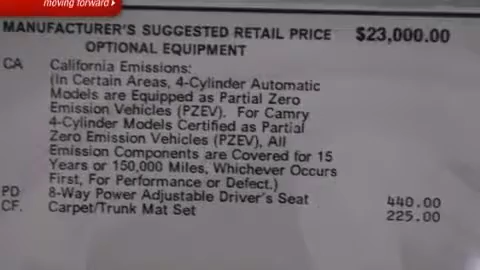 moving forward
MANUFACTURER'S SUGGESTED RETAIL PRICE $23,000.00
OPTIONAL EQUIPMENT
CA California Emissions:
(In Certain Areas, 4-Cylinder Automatic
Models are Equipped as Partial Zero
Emission Vehicles (PZEV). For Camry
4-Cylinder Models Certified as Partial
Zero Emission Vehicles (PZEV), All
Emission Components are Covered for 15
Years or 150,000 Miles, Whichever Occurs
First, For Performance or Defect.)
PD 8-Way Power Adjustable Driver's Seat 440.00
CF. Carpet/Trunk Mat Set 225.00